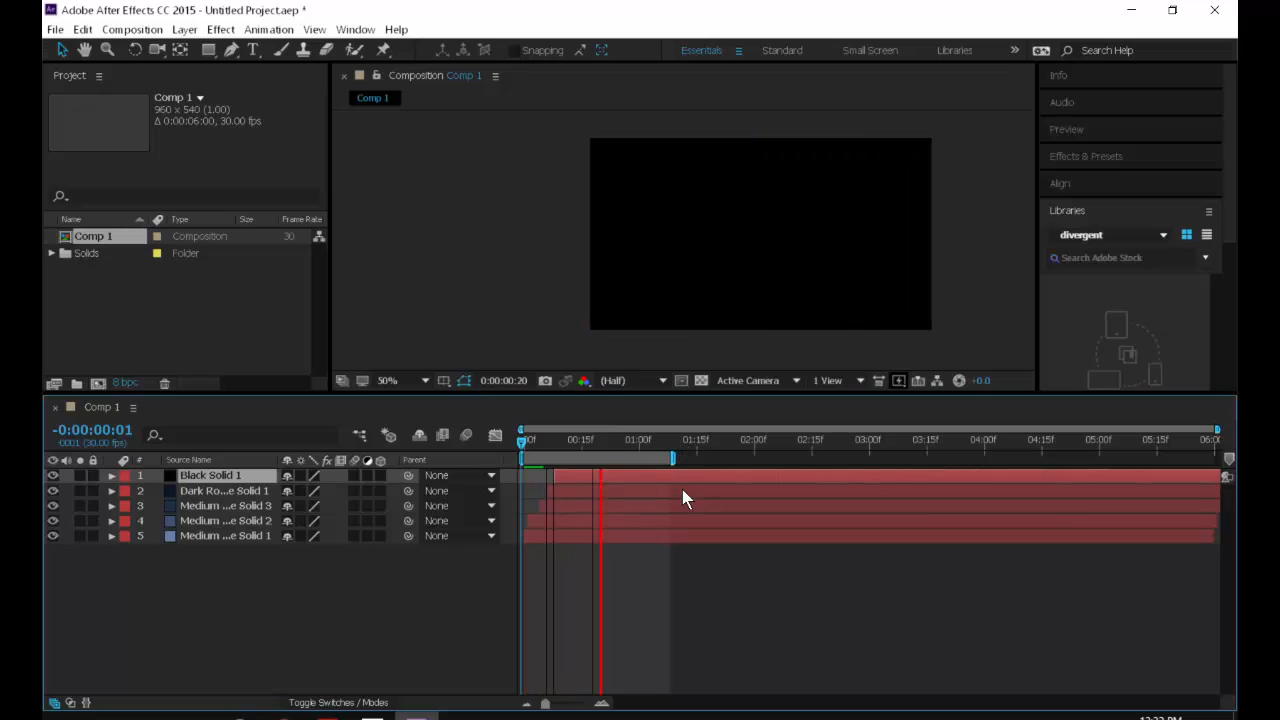 Adobe After Effects CC 2015 - Untitled Project.aep *
File Edit Composition Layer Effect Animation View Window Help
Snapping
Essentials Standard Small Screen Libraries Search Help
Project
Comp 1
960 x 540 (1.00)
Δ 0:00:06:00, 30.00 fps
Name Type Size Frame Rate
Comp 1 Composition 30
Solids Folder
8 bpc
Composition Comp 1
Comp 1
50% 0:00:00:20 (Half) Active Camera 1 View +0.0
Info
Audio
Preview
Effects & Presets
Align
Libraries
divergent
Search Adobe Stock
Comp 1
-0:00:00:01
-0001 (30.00 fps)
:00f 00:15f 01:00f 01:15f 02:00f 02:15f 03:00f 03:15f 04:00f 04:15f 05:00f 05:15f 06:0
# Source Name Parent
1 Black Solid 1 None
2 Dark Ro...e Solid 1 None
3 Medium ...e Solid 3 None
4 Medium ...e Solid 2 None
5 Medium ...e Solid 1 None
Toggle Switches / Modes